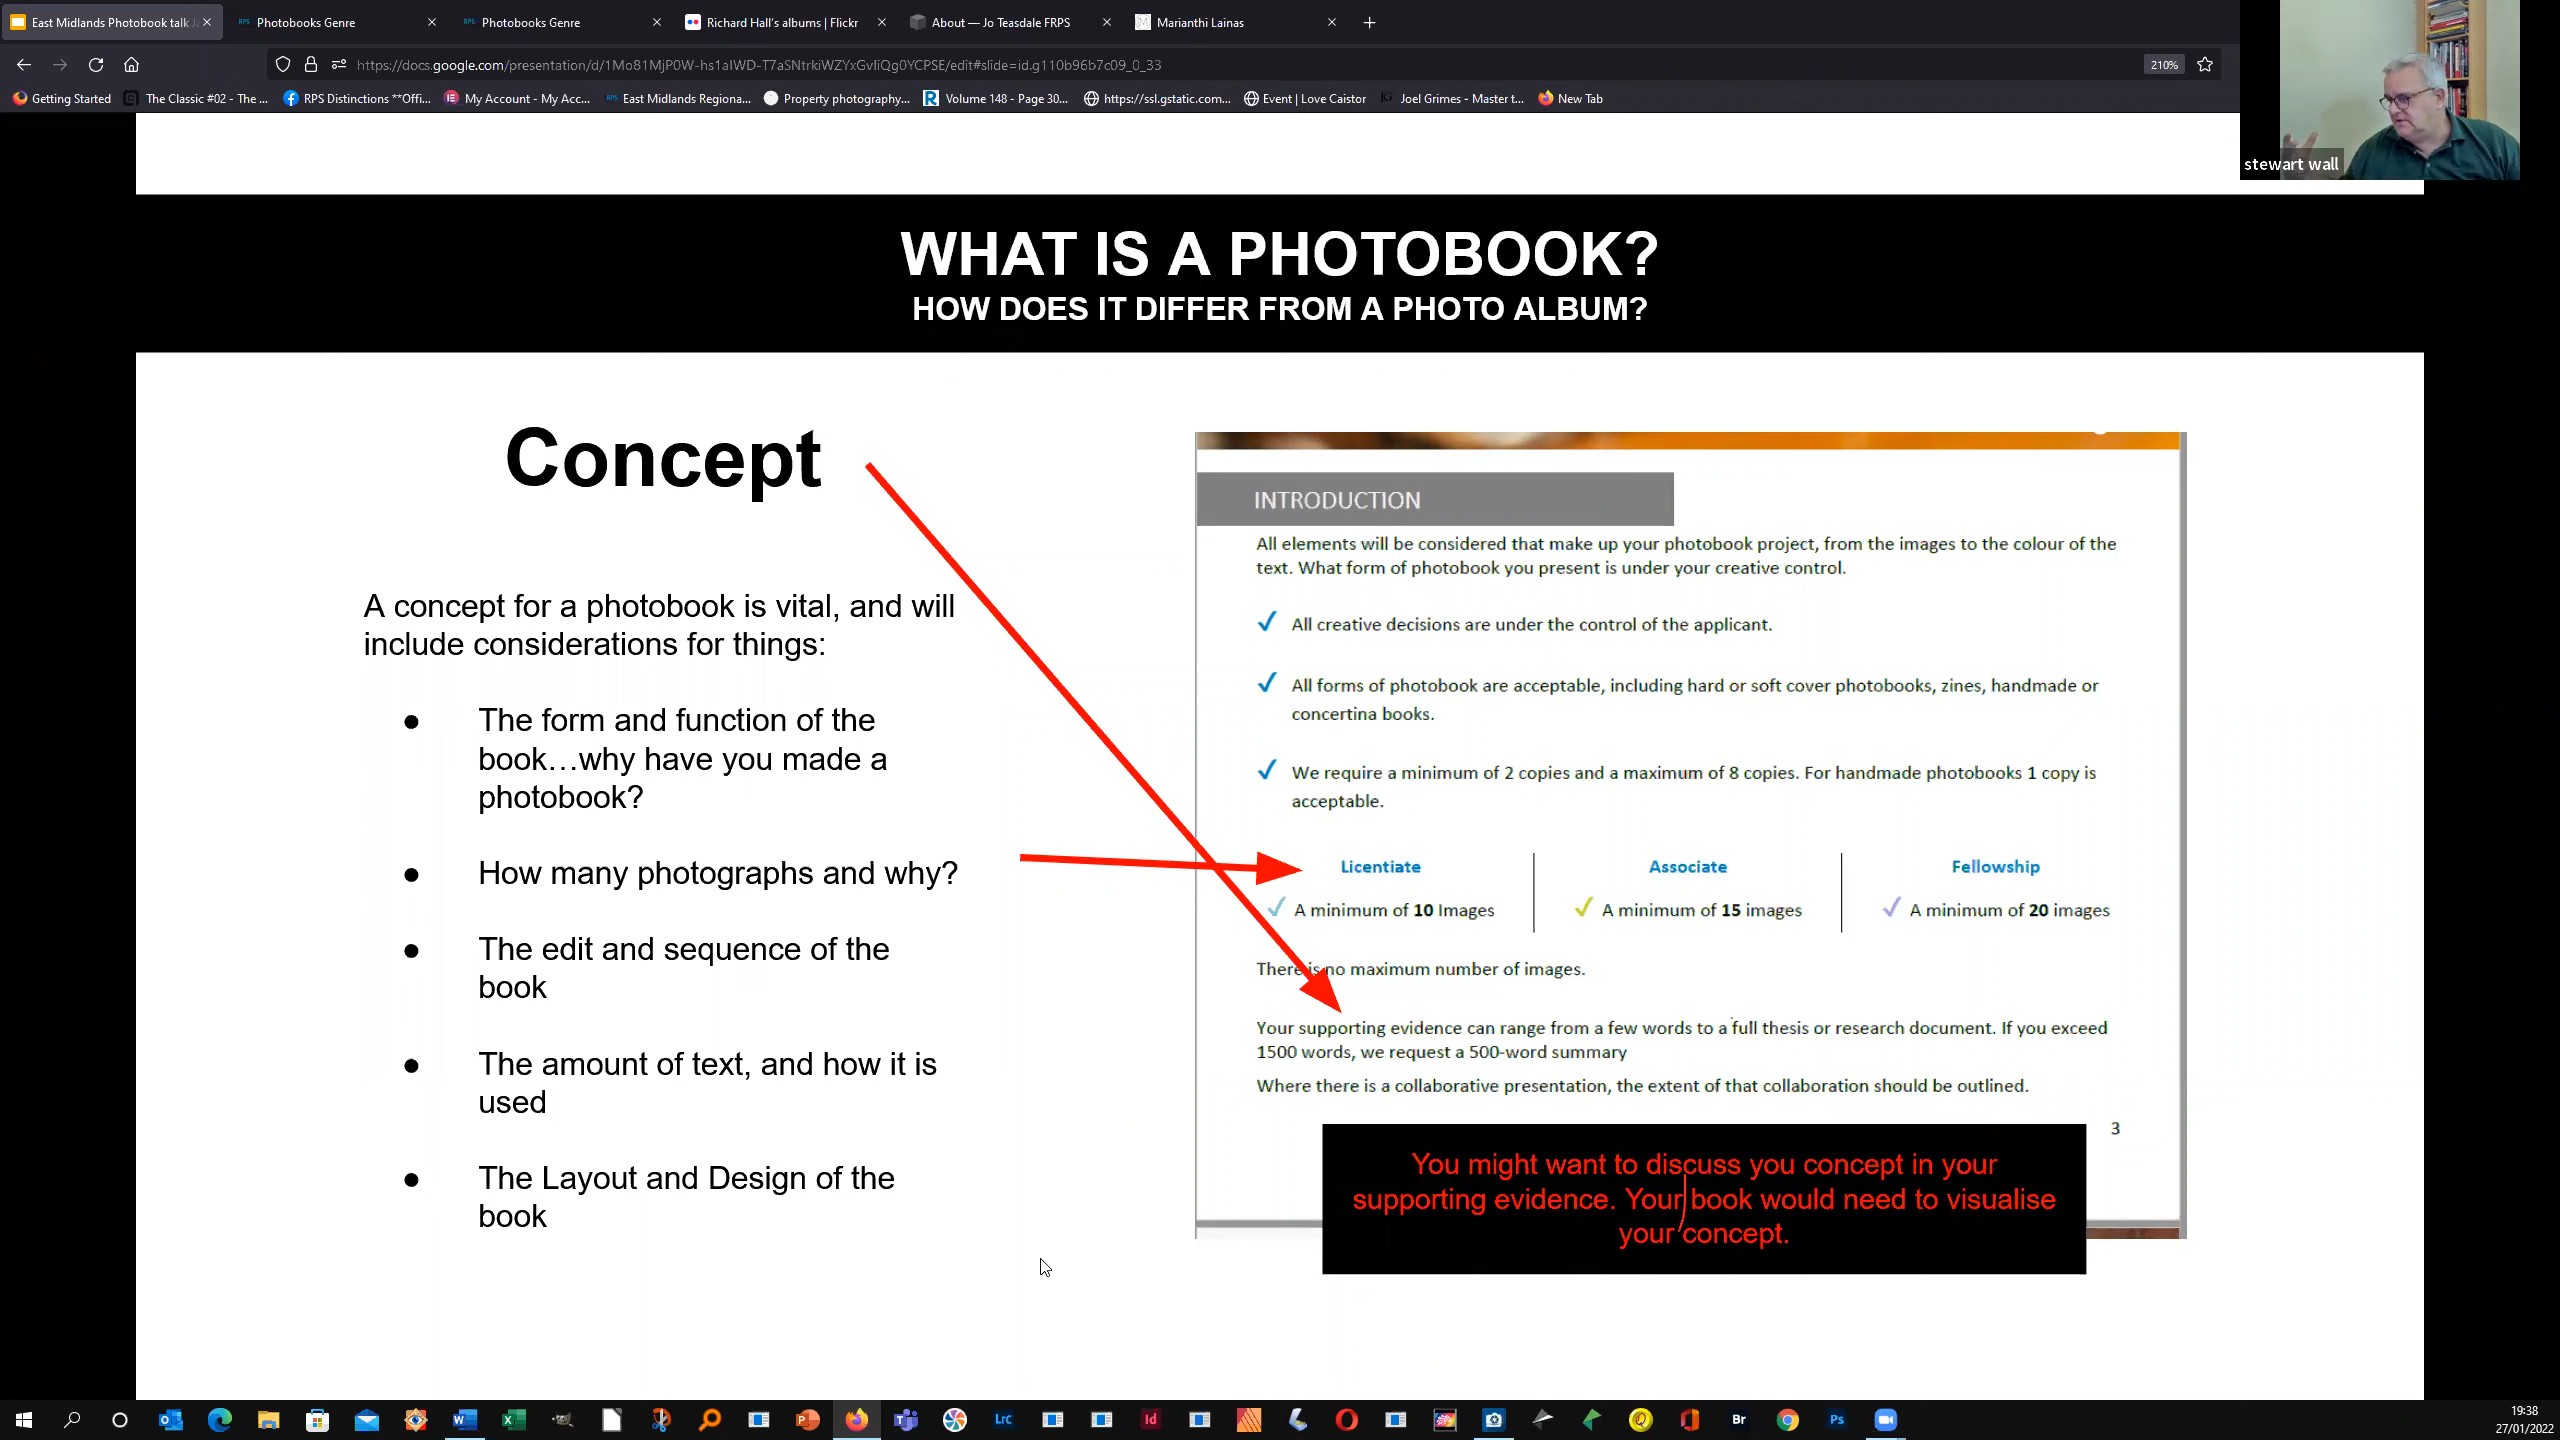 East Midlands Photobook talk
Photobooks Genre
Photobooks Genre
Richard Hall's albums | Flickr
About — Jo Teasdale FRPS
Marianthi Lainas
https://docs.google.com/presentation/d/1Mo81MjP0W-hs1aIWD-T7aSNtrkiWZYxGvIiQg0YCPSE/edit#slide=id.g110b96b7c09_0_33
210%
Getting Started
The Classic #02 - The ...
RPS Distinctions **Offi...
My Account - My Acc...
East Midlands Regiona...
Property photography...
Volume 148 - Page 30...
https://ssl.gstatic.com...
Event | Love Caistor
Joel Grimes - Master t...
New Tab
stewart wall
WHAT IS A PHOTOBOOK?
HOW DOES IT DIFFER FROM A PHOTO ALBUM?
Concept
A concept for a photobook is vital, and will
include considerations for things:
● The form and function of the
book…why have you made a
photobook?
● How many photographs and why?
● The edit and sequence of the
book
● The amount of text, and how it is
used
● The Layout and Design of the
book
INTRODUCTION
All elements will be considered that make up your photobook project, from the images to the colour of the
text. What form of photobook you present is under your creative control.
✓ All creative decisions are under the control of the applicant.
✓ All forms of photobook are acceptable, including hard or soft cover photobooks, zines, handmade or
concertina books.
✓ We require a minimum of 2 copies and a maximum of 8 copies. For handmade photobooks 1 copy is
acceptable.
Licentiate
✓ A minimum of 10 Images
Associate
✓ A minimum of 15 images
Fellowship
✓ A minimum of 20 images
There is no maximum number of images.
Your supporting evidence can range from a few words to a full thesis or research document. If you exceed
1500 words, we request a 500-word summary
Where there is a collaborative presentation, the extent of that collaboration should be outlined.
3
You might want to discuss you concept in your
supporting evidence. Your book would need to visualise
your concept.
Lrc
Id
Br
Ps
19:38
27/01/2022